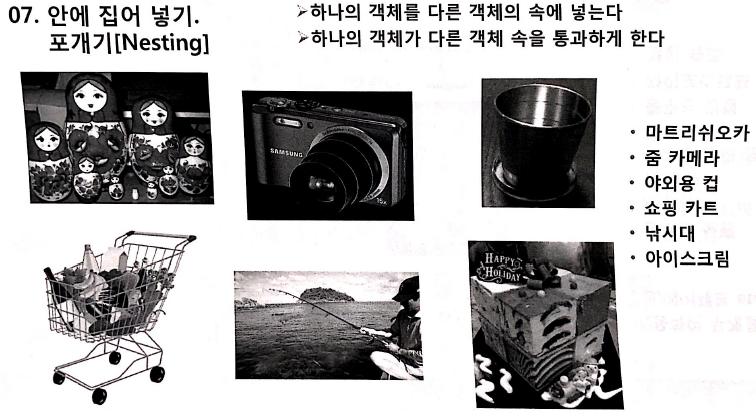 07. 안에 집어 넣기.
포개기[Nesting]
➢하나의 객체를 다른 객체의 속에 넣는다
➢하나의 객체가 다른 객체 속을 통과하게 한다
SAMSUNG
15x
HAPPY
HOLIDAY
• 마트리쉬오카
• 줌 카메라
• 야외용 컵
• 쇼핑 카트
• 낚시대
• 아이스크림